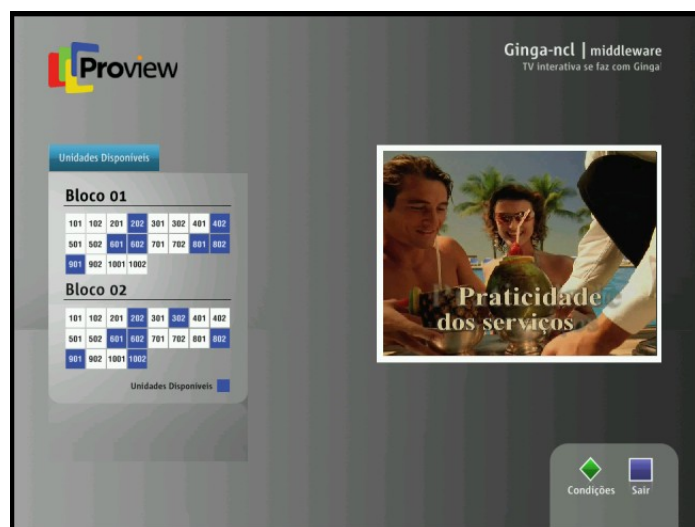 Proview
Ginga-ncl | middleware
TV interativa se faz com Ginga!
Unidades Disponíveis
Bloco 01
101 102 201 202 301 302 401 402
501 502 601 602 701 702 801 802
901 902 1001 1002
Bloco 02
101 102 201 202 301 302 401 402
501 502 601 602 701 702 801 802
901 902 1001 1002
Unidades Disponíveis
Praticidade
dos serviços
Condições Sair